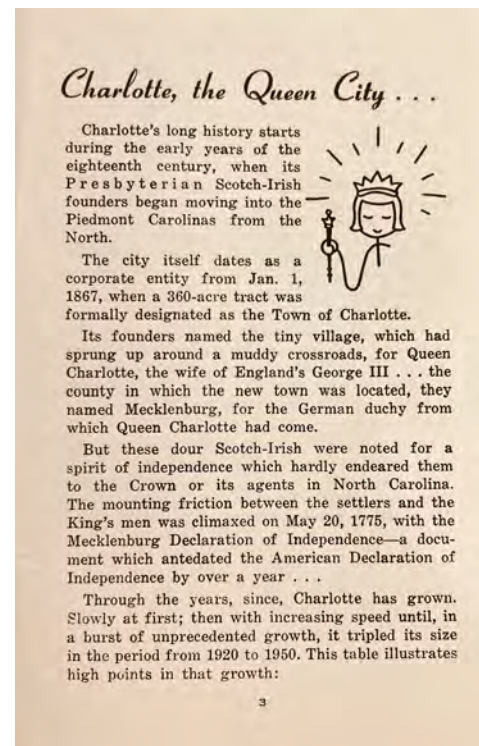 Charlotte, the Queen City . . .
Charlotte's long history starts
during the early years of the
eighteenth century, when its
Presbyterian Scotch-Irish
founders began moving into the
Piedmont Carolinas from the
North.
The city itself dates as a
corporate entity from Jan. 1,
1867, when a 360-acre tract was
formally designated as the Town of Charlotte.
Its founders named the tiny village, which had
sprung up around a muddy crossroads, for Queen
Charlotte, the wife of England's George III . . . the
county in which the new town was located, they
named Mecklenburg, for the German duchy from
which Queen Charlotte had come.
But these dour Scotch-Irish were noted for a
spirit of independence which hardly endeared them
to the Crown or its agents in North Carolina.
The mounting friction between the settlers and the
King's men was climaxed on May 20, 1775, with the
Mecklenburg Declaration of Independence—a docu-
ment which antedated the American Declaration of
Independence by over a year . . .
Through the years, since, Charlotte has grown.
Slowly at first; then with increasing speed until, in
a burst of unprecedented growth, it tripled its size
in the period from 1920 to 1950. This table illustrates
high points in that growth:
3